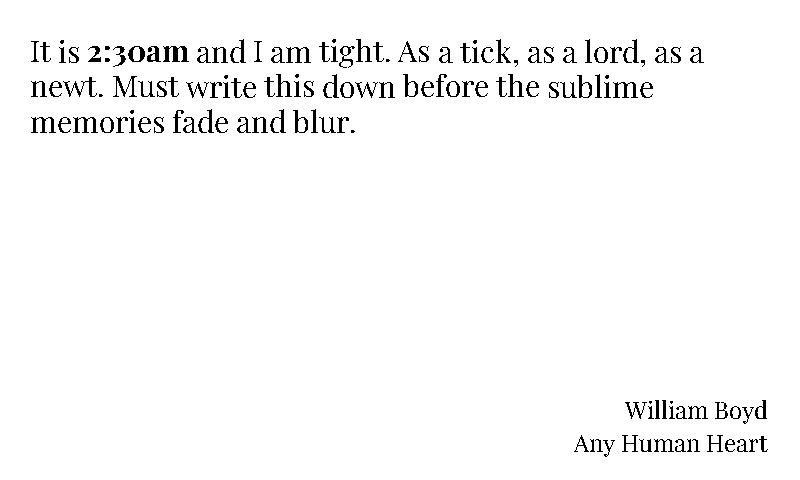 It is 2:30am and I am tight. As a tick, as a lord, as a
newt. Must write this down before the sublime
memories fade and blur.
William Boyd
Any Human Heart